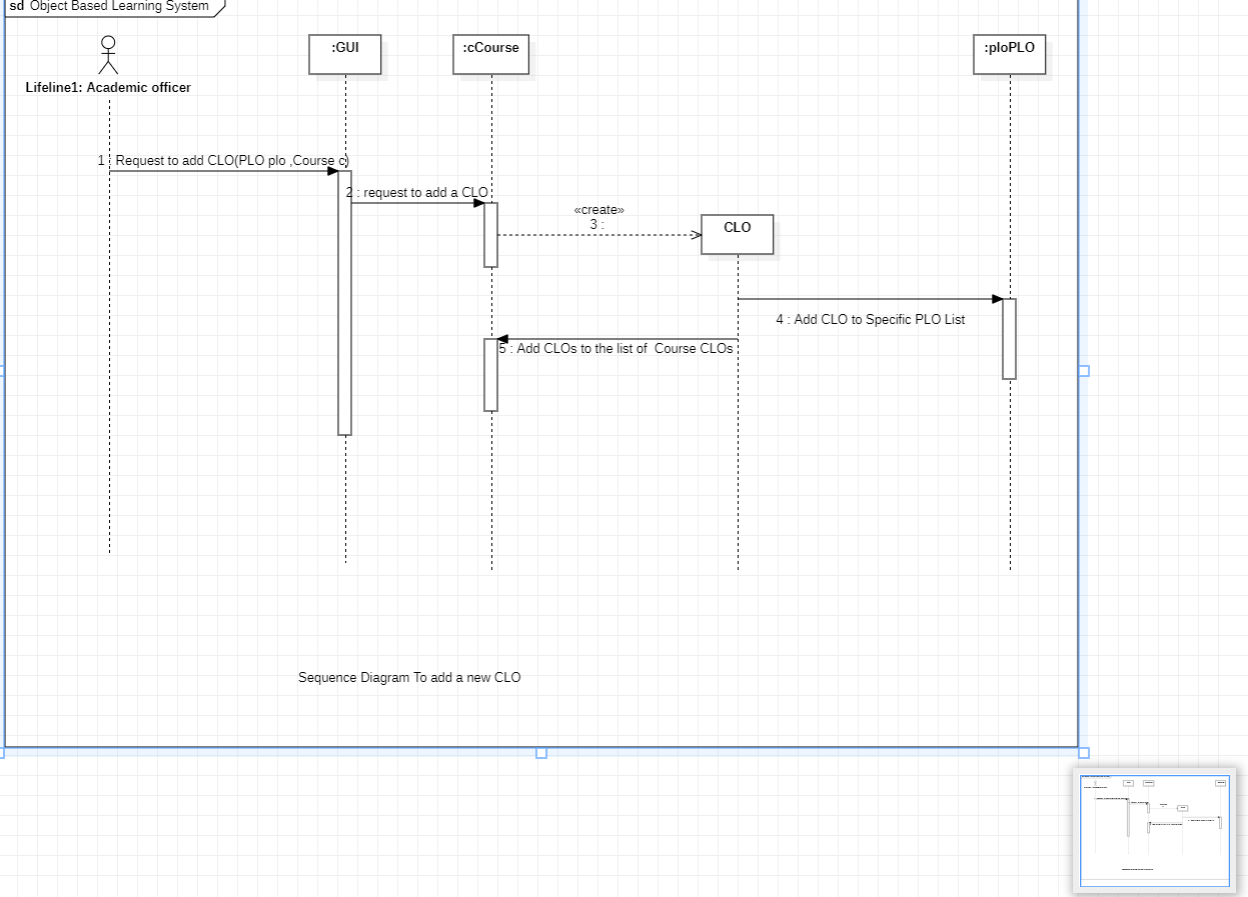 sd Object Based Learning System
:GUI
:cCourse
:ploPLO
Lifeline1: Academic officer
1 : Request to add CLO(PLO plo ,Course c)
2 : request to add a CLO
«create»
3 :
CLO
4 : Add CLO to Specific PLO List
5 : Add CLOs to the list of  Course CLOs
Sequence Diagram To add a new CLO